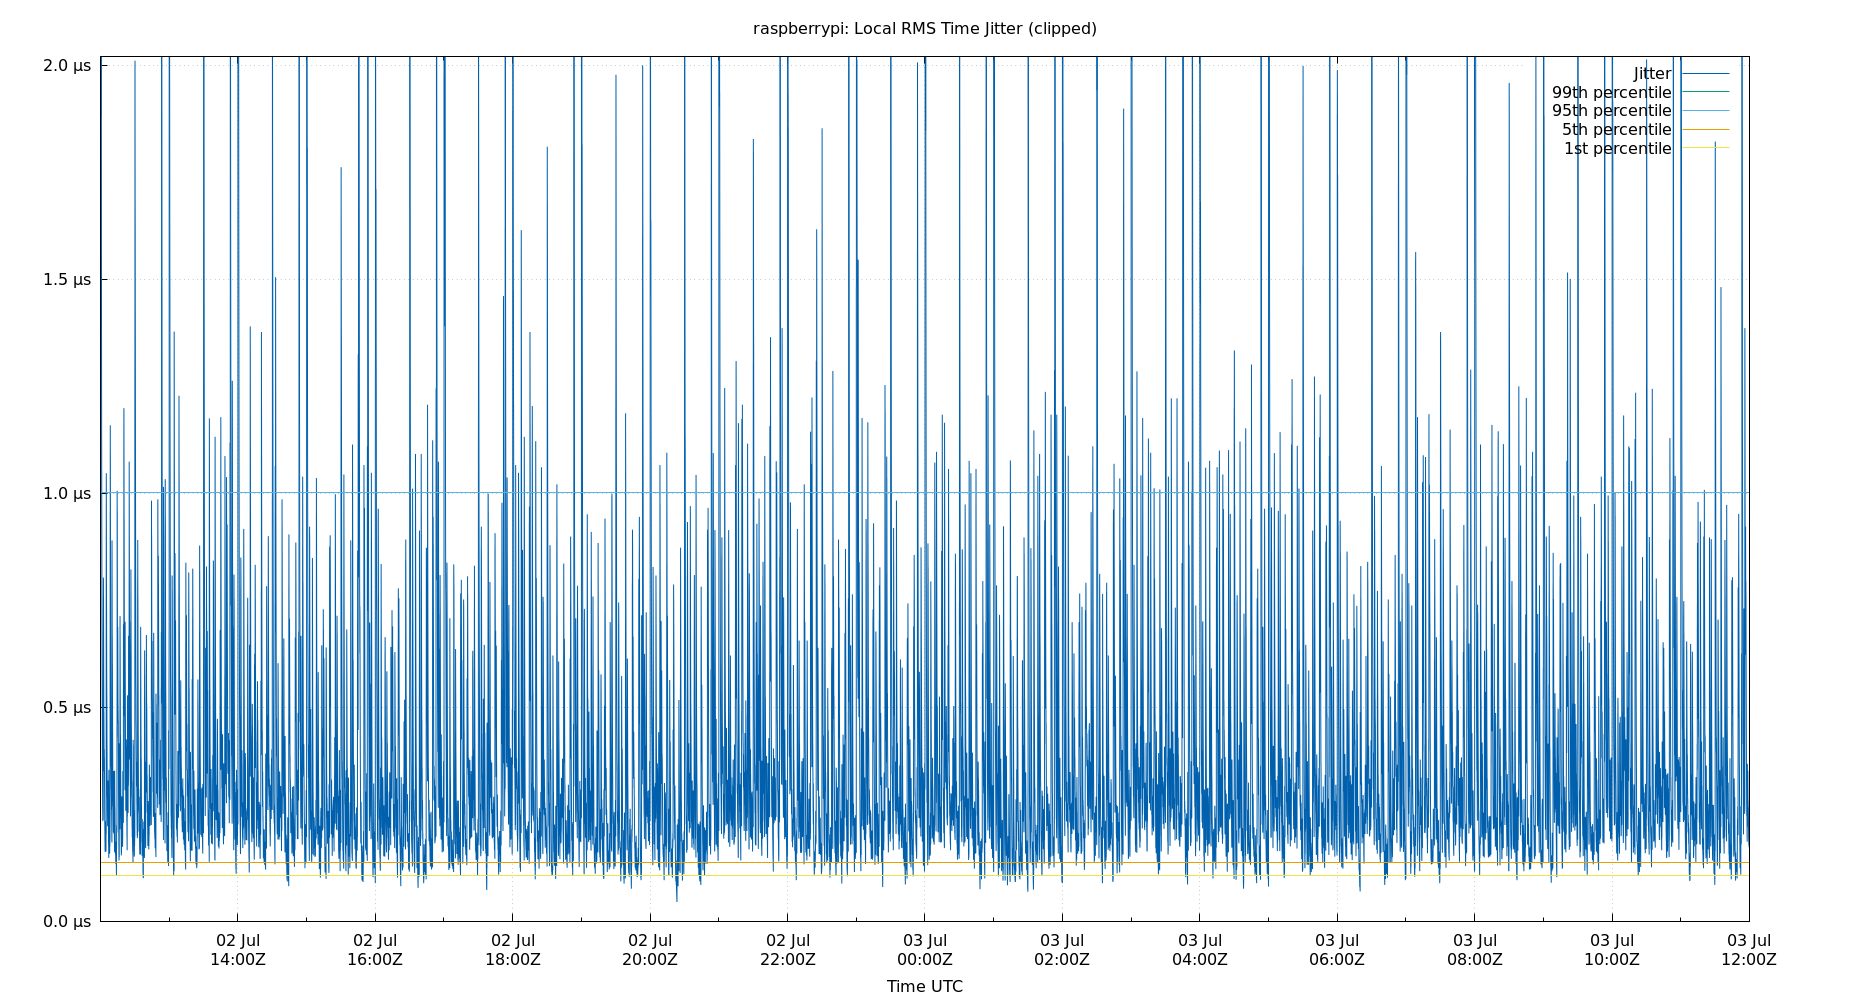 raspberrypi: Local RMS Time Jitter (clipped)
2.0 µs
1.5 µs
1.0 µs
0.5 µs
0.0 µs
Jitter
99th percentile
95th percentile
5th percentile
1st percentile
02 Jul
14:00Z
02 Jul
16:00Z
02 Jul
18:00Z
02 Jul
20:00Z
02 Jul
22:00Z
03 Jul
00:00Z
03 Jul
02:00Z
03 Jul
04:00Z
03 Jul
06:00Z
03 Jul
08:00Z
03 Jul
10:00Z
03 Jul
12:00Z
Time UTC